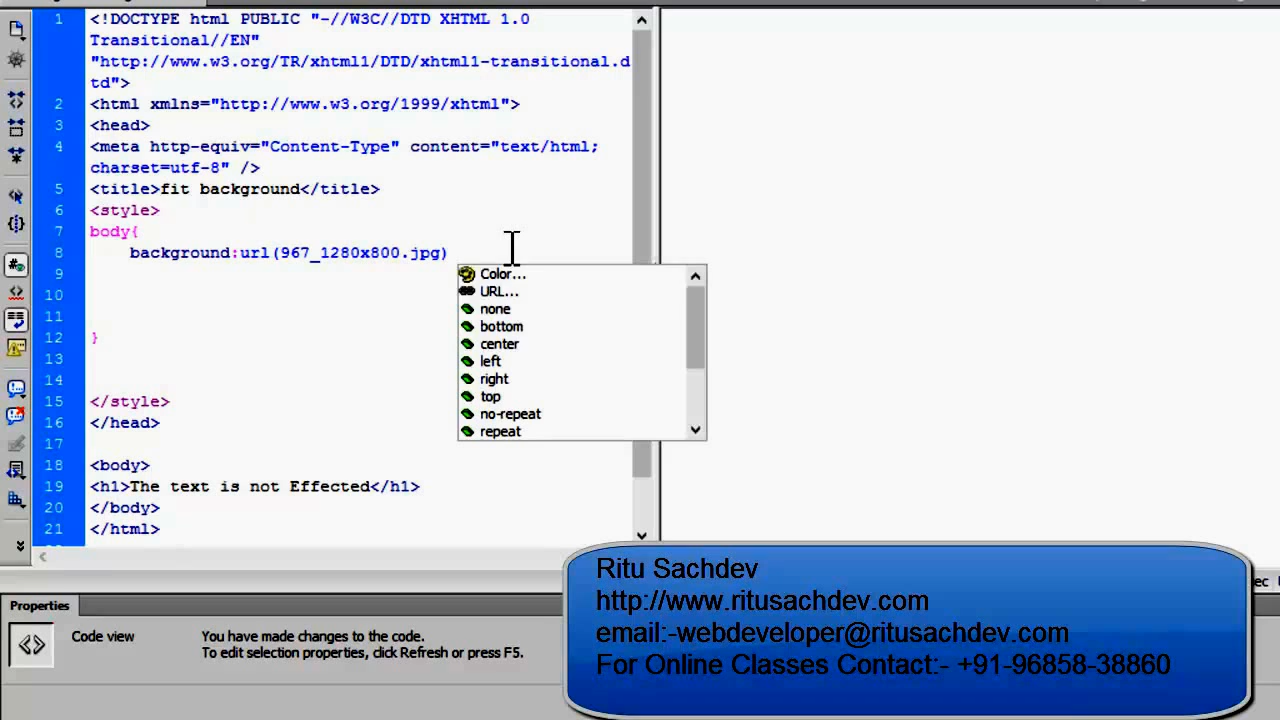 1 <!DOCTYPE html PUBLIC "-//W3C//DTD XHTML 1.0
Transitional//EN"
"http://www.w3.org/TR/xhtml1/DTD/xhtml1-transitional.d
td">
2 <html xmlns="http://www.w3.org/1999/xhtml">
3 <head>
4 <meta http-equiv="Content-Type" content="text/html;
charset=utf-8" />
5 <title>fit background</title>
6 <style>
7 body{
8 background:url(967_1280x800.jpg)
9
10
11
12 }
13
14
15 </style>
16 </head>
17
18 <body>
19 <h1>The text is not Effected</h1>
20 </body>
21 </html>
Color...
URL...
none
bottom
center
left
right
top
no-repeat
repeat
Properties
Code view
You have made changes to the code.
To edit selection properties, click Refresh or press F5.
Ritu Sachdev
http://www.ritusachdev.com
email:-webdeveloper@ritusachdev.com
For Online Classes Contact:- +91-96858-38860